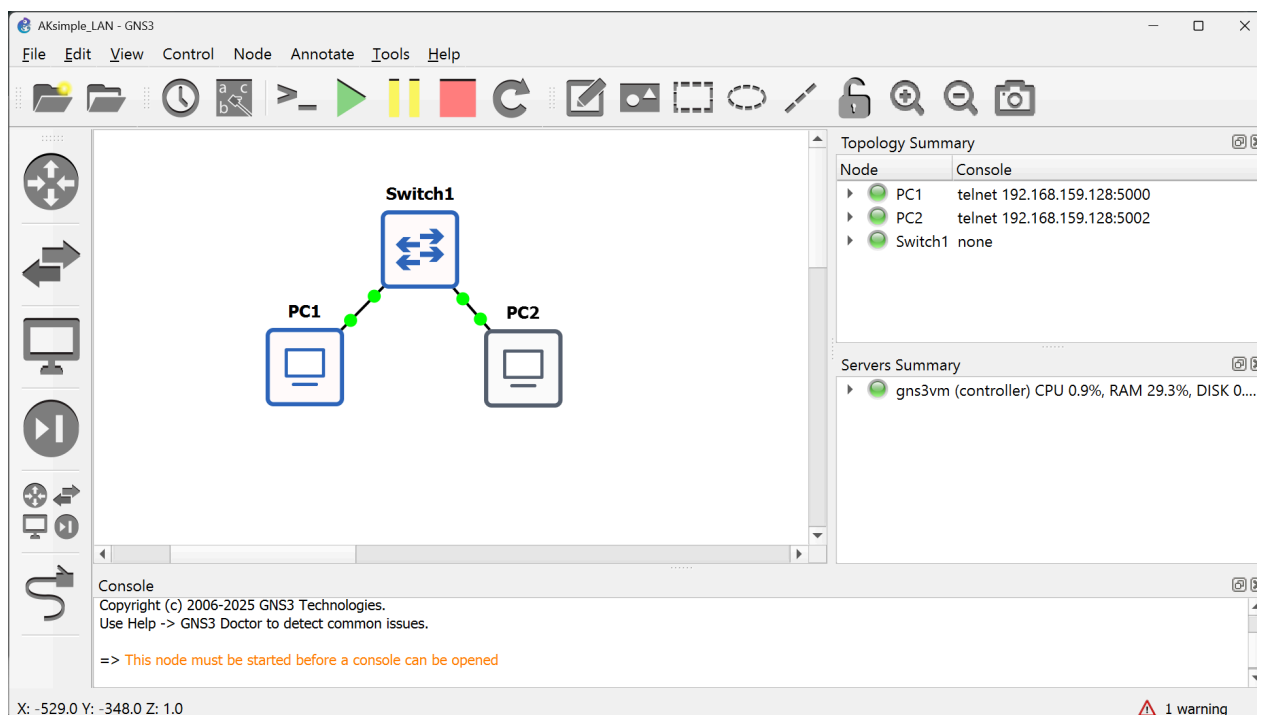 AKsimple_LAN - GNS3
File Edit View Control Node Annotate Tools Help
a c
b
Switch1
PC1
PC2
Topology Summary
Node Console
PC1 telnet 192.168.159.128:5000
PC2 telnet 192.168.159.128:5002
Switch1 none
Servers Summary
gns3vm (controller) CPU 0.9%, RAM 29.3%, DISK 0....
Console
Copyright (c) 2006-2025 GNS3 Technologies.
Use Help -> GNS3 Doctor to detect common issues.
=> This node must be started before a console can be opened
X: -529.0 Y: -348.0 Z: 1.0
1 warning